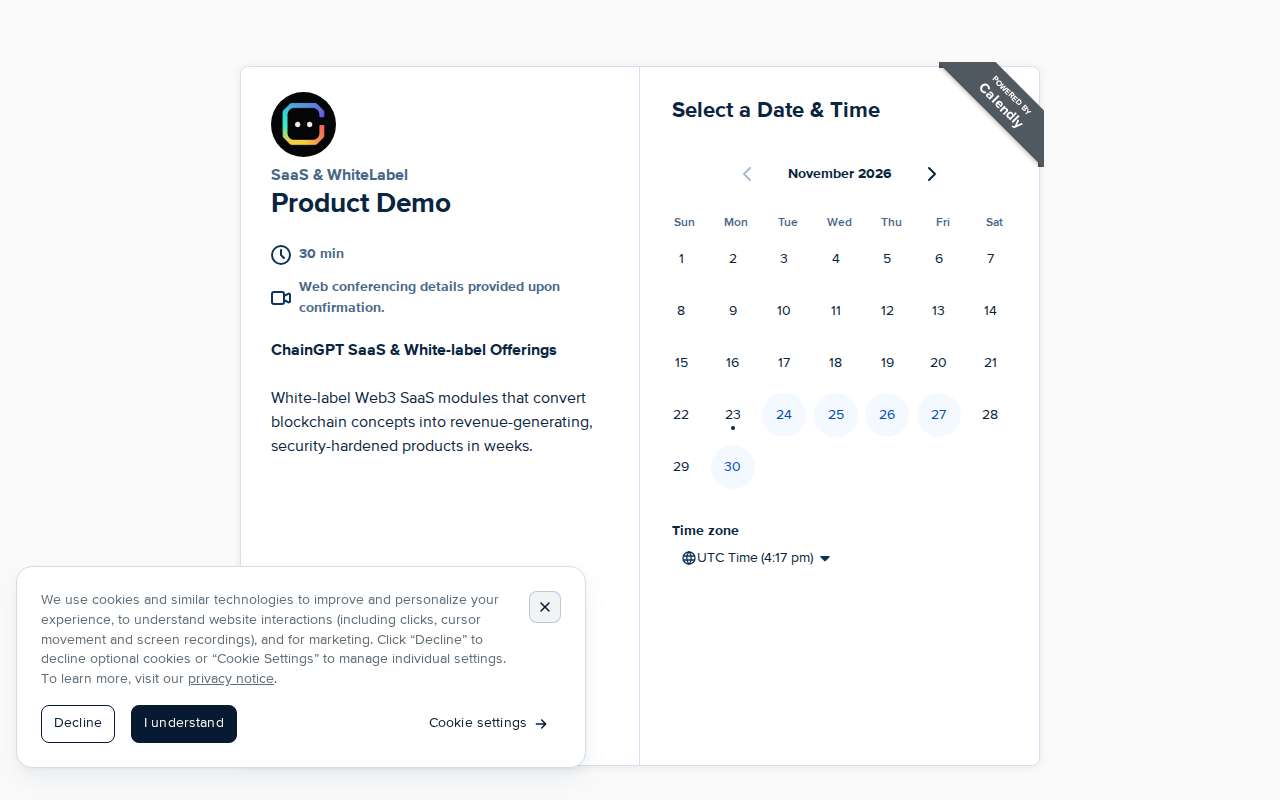 SaaS & WhiteLabel
Product Demo
30 min
Web conferencing details provided upon
confirmation.
ChainGPT SaaS & White-label Offerings
White-label Web3 SaaS modules that convert
blockchain concepts into revenue-generating,
security-hardened products in weeks.
Select a Date & Time
POWERED BY
Calendly
November 2026
Sun Mon Tue Wed Thu Fri Sat
1 2 3 4 5 6 7
8 9 10 11 12 13 14
15 16 17 18 19 20 21
22 23 24 25 26 27 28
29 30
Time zone
UTC Time (4:17 pm)
We use cookies and similar technologies to improve and personalize your
experience, to understand website interactions (including clicks, cursor
movement and screen recordings), and for marketing. Click “Decline” to
decline optional cookies or “Cookie Settings” to manage individual settings.
To learn more, visit our privacy notice.
Decline
I understand
Cookie settings